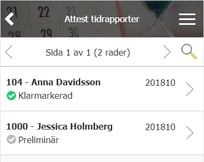 Attest tidrapporter
Sida 1 av 1 (2 rader)
104 - Anna Davidsson 201810
Klarmarkerad
1000 - Jessica Holmberg 201810
Preliminär